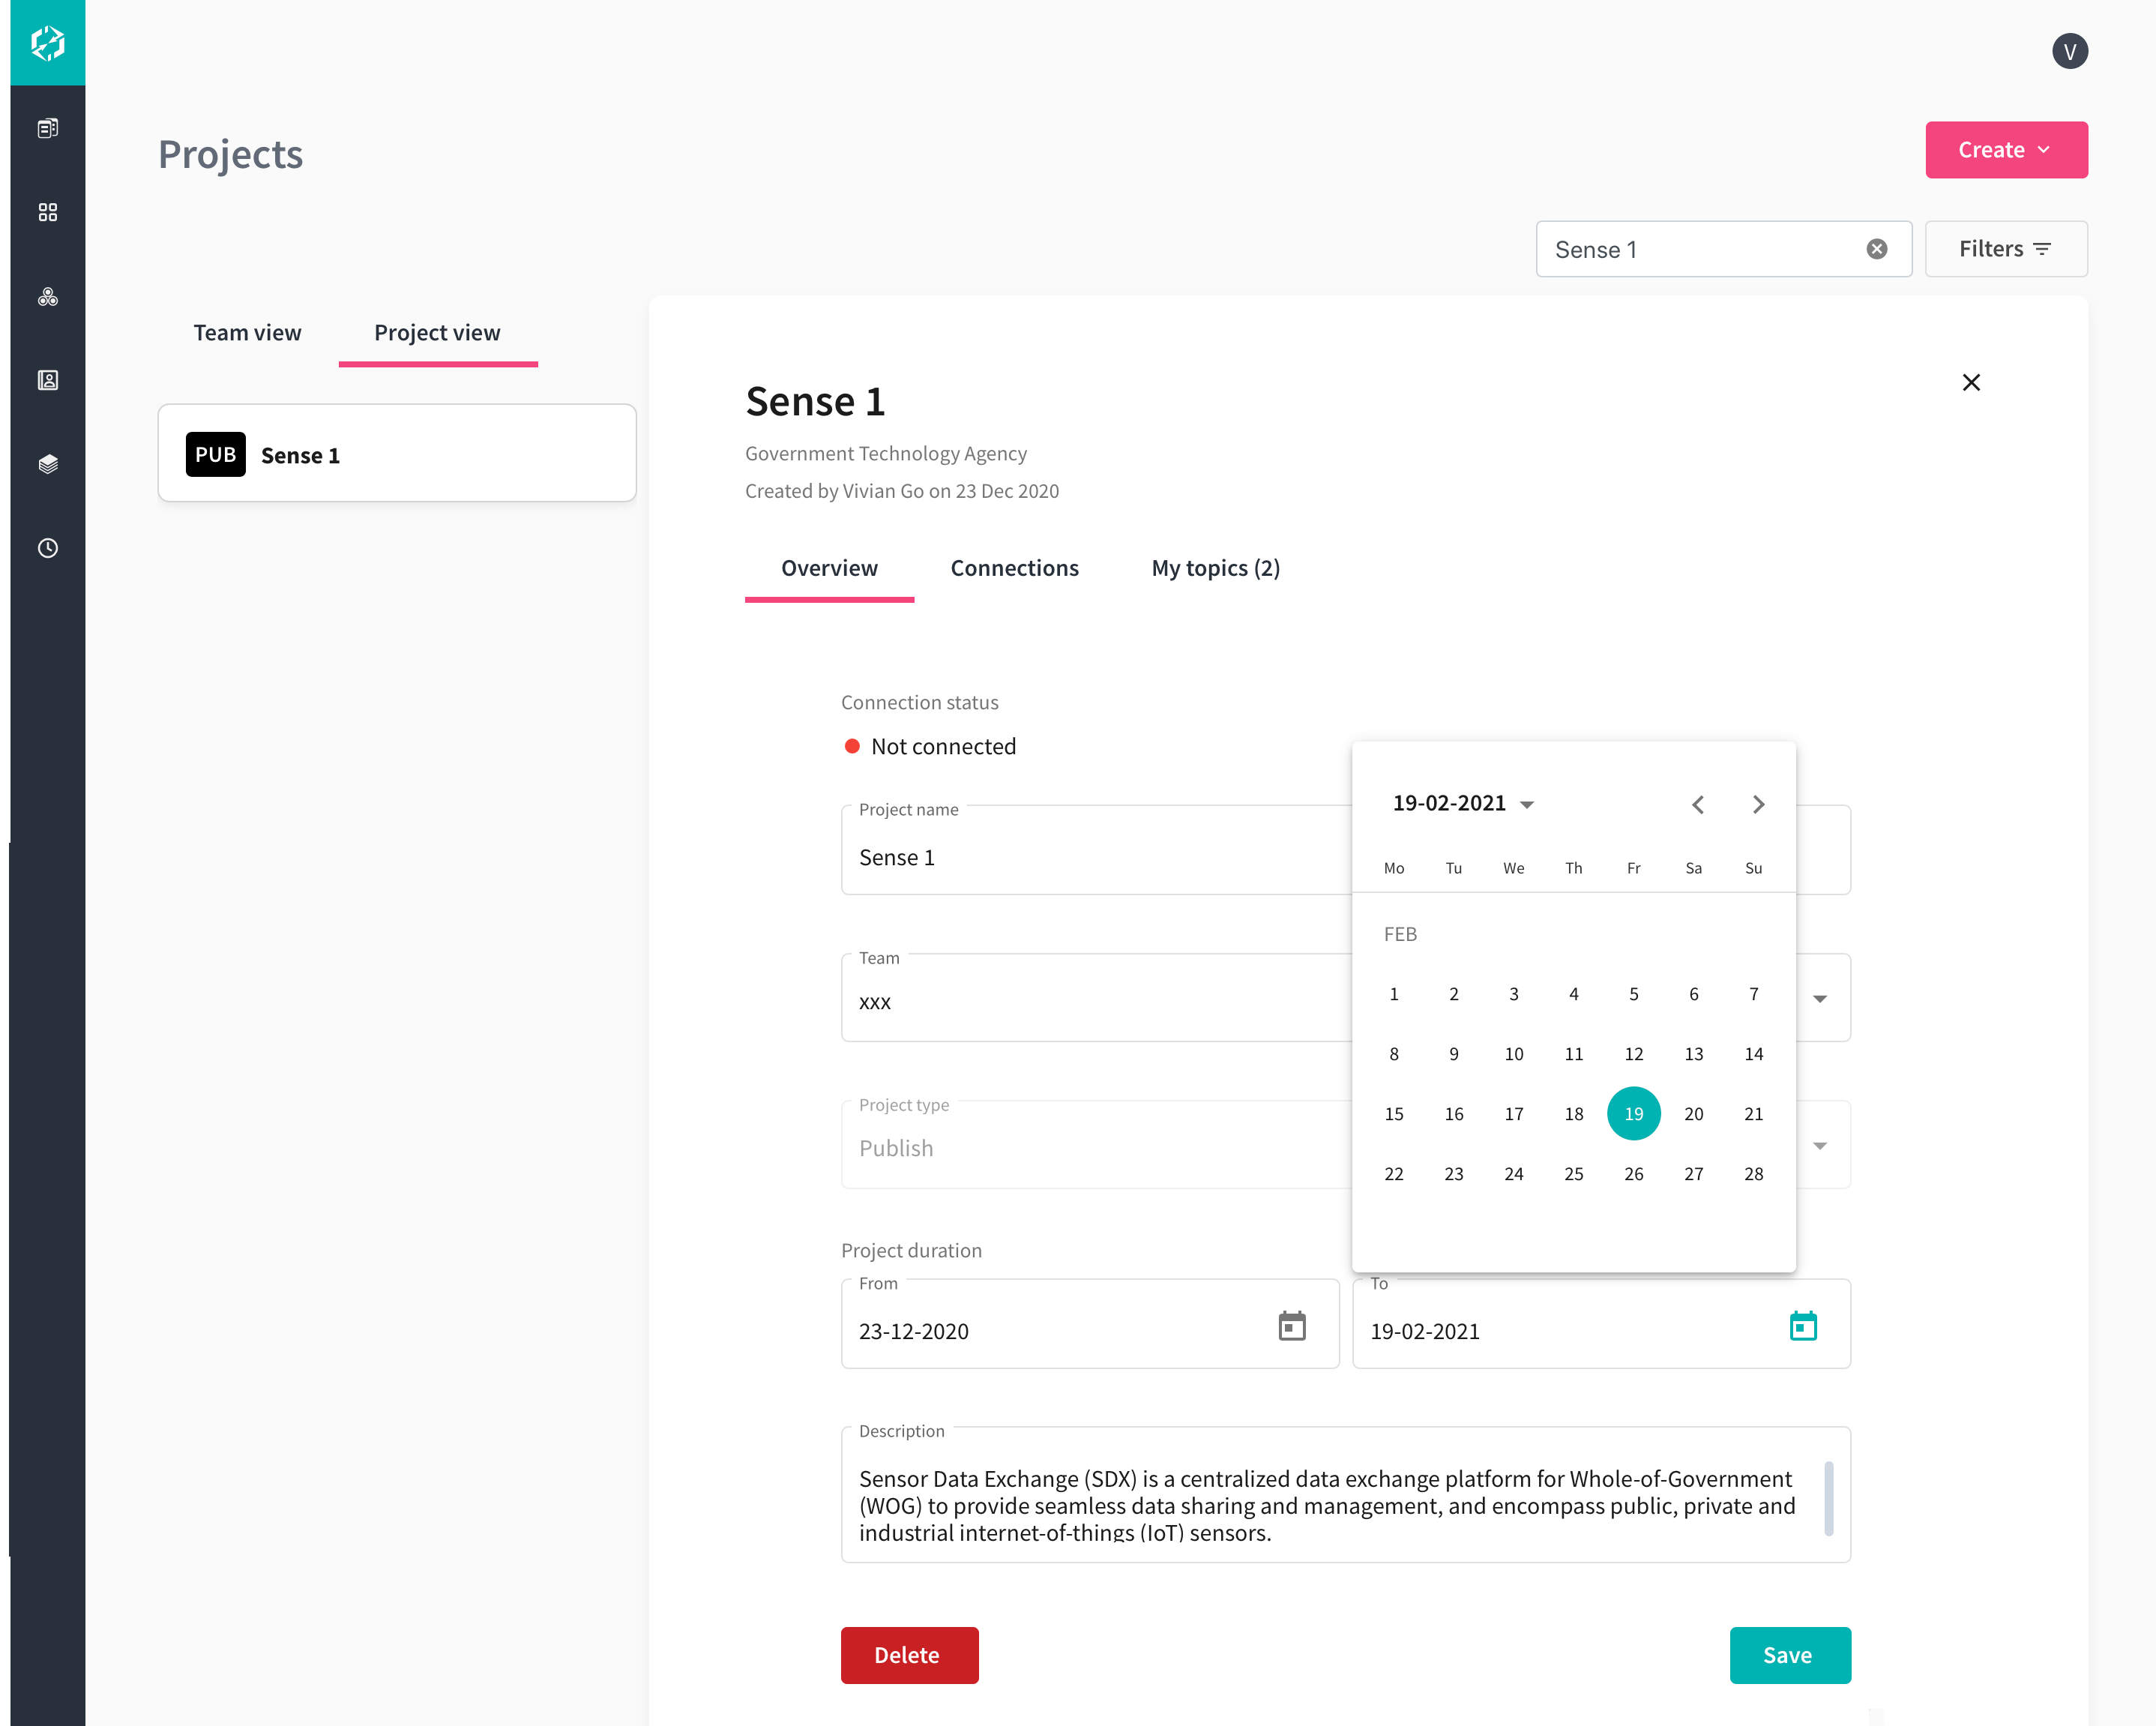 V
Projects
Create
Sense 1
Filters
Team view
Project view
PUB Sense 1
Sense 1
Government Technology Agency
Created by Vivian Go on 23 Dec 2020
Overview
Connections
My topics (2)
Connection status
Not connected
Project name
Sense 1
Team
xxx
Project type
Publish
19-02-2021
Mo Tu We Th Fr Sa Su
FEB
1 2 3 4 5 6 7
8 9 10 11 12 13 14
15 16 17 18 19 20 21
22 23 24 25 26 27 28
Project duration
From
23-12-2020
To
19-02-2021
Description
Sensor Data Exchange (SDX) is a centralized data exchange platform for Whole-of-Government
(WOG) to provide seamless data sharing and management, and encompass public, private and
industrial internet-of-things (IoT) sensors.
Delete
Save